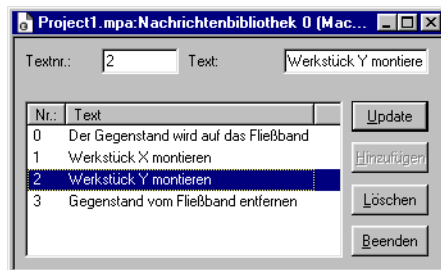 Project1.mpa:Nachrichtenbibliothek 0 (Mac...
Textnr.: 2 Text: Werkstück Y montiere
Nr.: Text
0 Der Gegenstand wird auf das Fließband
1 Werkstück X montieren
2 Werkstück Y montieren
3 Gegenstand vom Fließband entfernen
Update
Hinzufügen
Löschen
Beenden